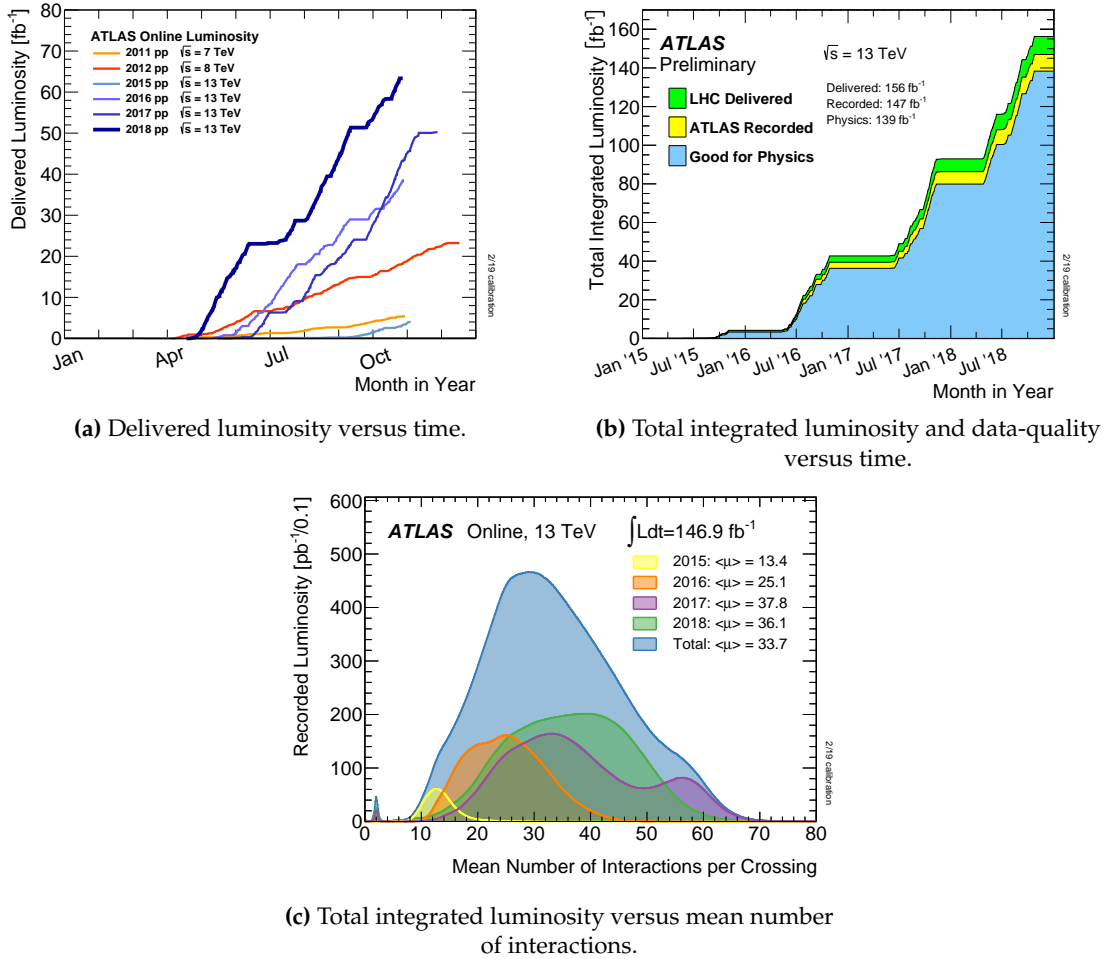 Delivered Luminosity [fb⁻¹]
80
70
60
50
40
30
20
10
0
ATLAS Online Luminosity
2011 pp √s = 7 TeV
2012 pp √s = 8 TeV
2015 pp √s = 13 TeV
2016 pp √s = 13 TeV
2017 pp √s = 13 TeV
2018 pp √s = 13 TeV
2/19 calibration
Jan Apr Jul Oct
Month in Year
(a) Delivered luminosity versus time.
Total Integrated Luminosity [fb⁻¹]
160
140
120
100
80
60
40
20
0
ATLAS
Preliminary
√s = 13 TeV
LHC Delivered
ATLAS Recorded
Good for Physics
Delivered: 156 fb⁻¹
Recorded: 147 fb⁻¹
Physics: 139 fb⁻¹
2/19 calibration
Jan '15 Jul '15 Jan '16 Jul '16 Jan '17 Jul '17 Jan '18 Jul '18
Month in Year
(b) Total integrated luminosity and data-quality
versus time.
Recorded Luminosity [pb⁻¹/0.1]
600
500
400
300
200
100
0
ATLAS Online, 13 TeV ∫Ldt=146.9 fb⁻¹
2015: <μ> = 13.4
2016: <μ> = 25.1
2017: <μ> = 37.8
2018: <μ> = 36.1
Total: <μ> = 33.7
2/19 calibration
0 10 20 30 40 50 60 70 80
Mean Number of Interactions per Crossing
(c) Total integrated luminosity versus mean number
of interactions.